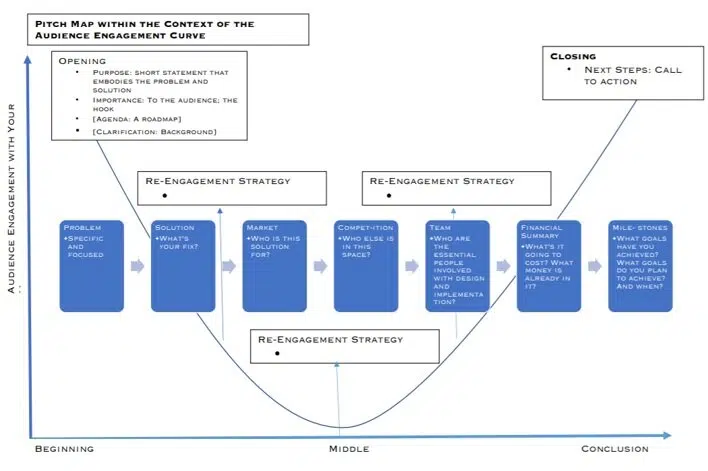 Pitch Map within the Context of the
Audience Engagement Curve
Opening
• Purpose: short statement that
embodies the problem and
solution
• Importance: To the audience; the
hook
• [Agenda: A roadmap]
• [Clarification: Background]
Closing
• Next Steps: Call
to action
Audience Engagement with Your
Re-Engagement Strategy
•
Re-Engagement Strategy
•
Problem
•Specific
and
focused
Solution
•What's
your fix?
Market
•Who is this
solution
for?
Compet-ition
•Who else is
in this
space?
Team
•Who are
the
essential
people
involved
with design
and
implementa
tion?
Financial
Summary
•What's it
going to
cost? What
money is
already in
it?
Mile- stones
•What goals
have you
achieved?
What goals
do you plan
to achieve?
And when?
Re-Engagement Strategy
•
Beginning
Middle
Conclusion